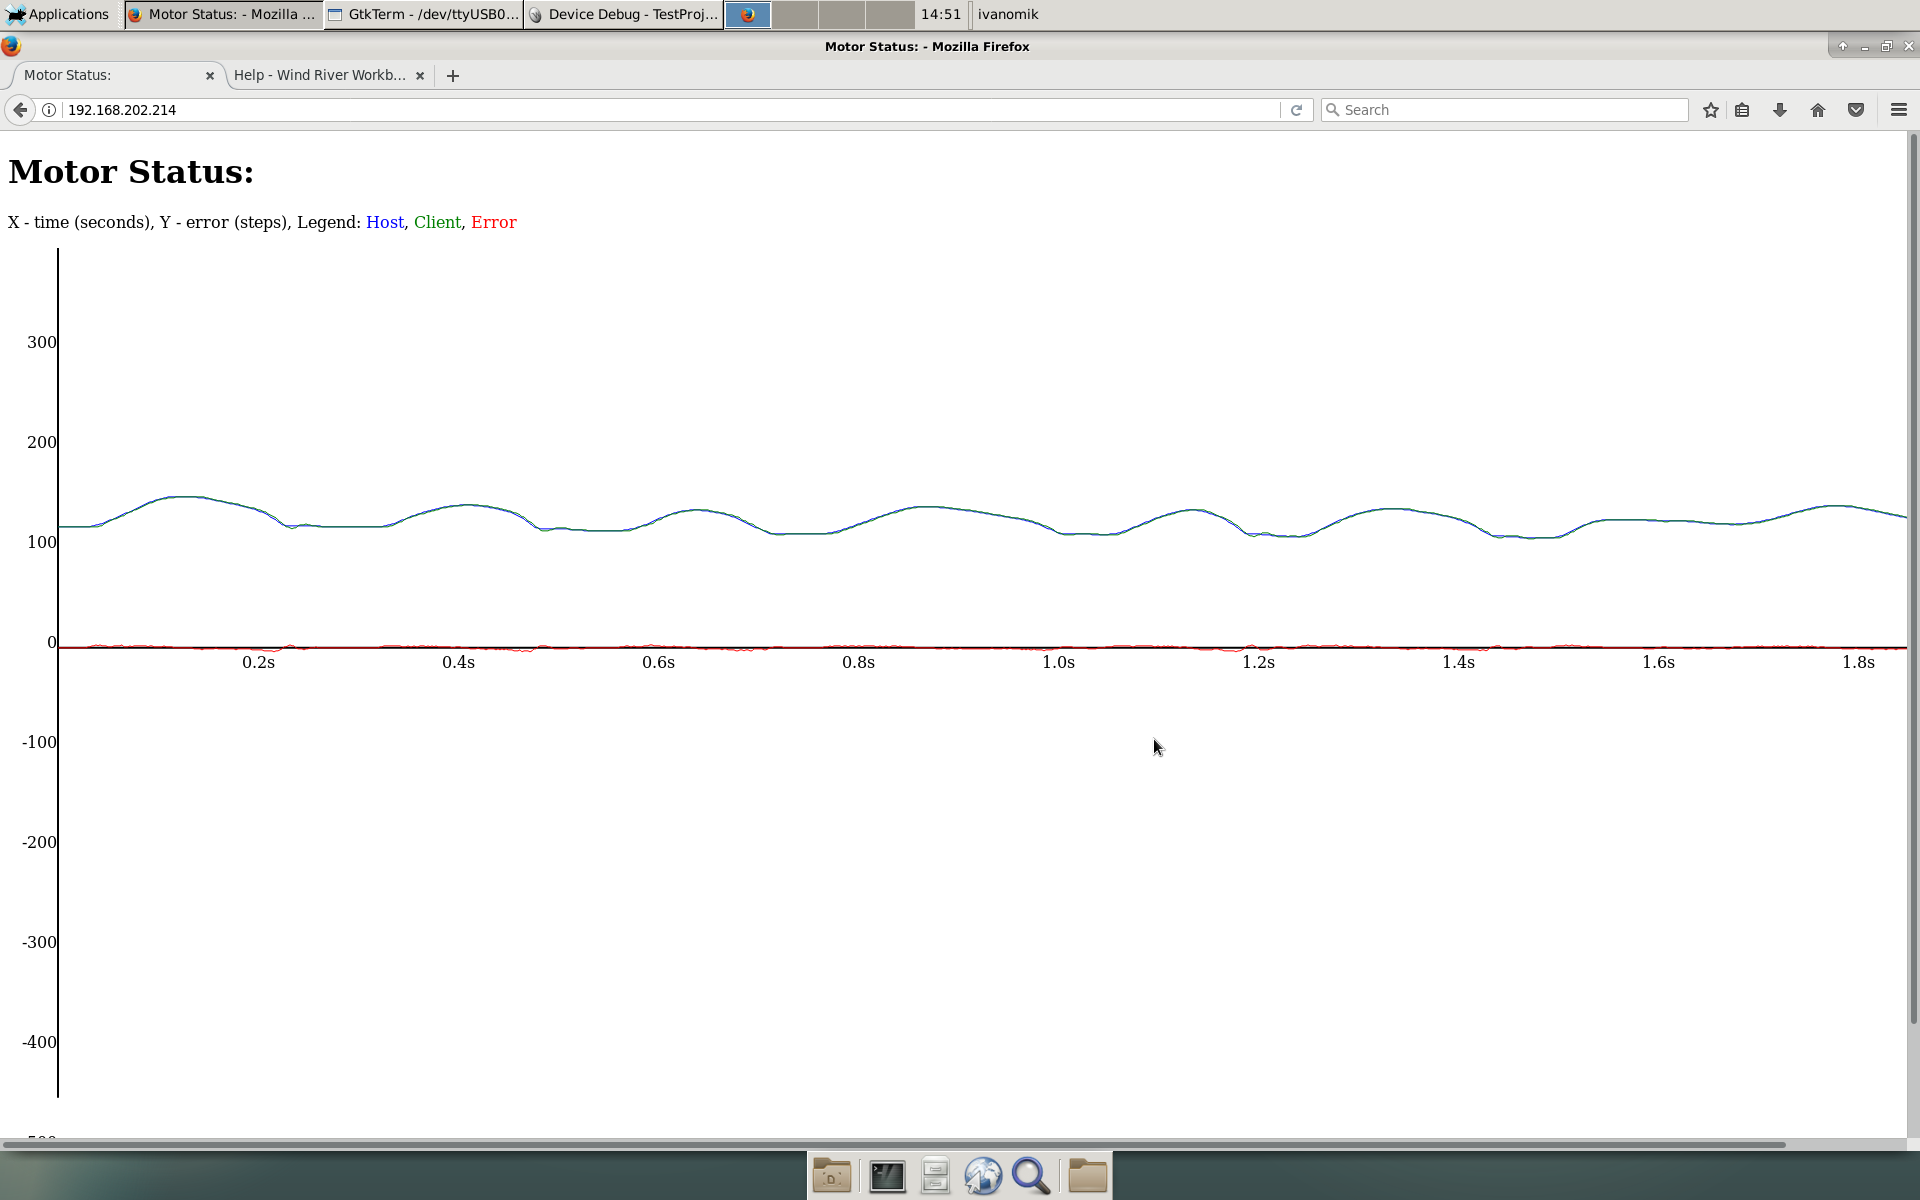 Applications Motor Status: - Mozilla ... GtkTerm - /dev/ttyUSB0... Device Debug - TestProj... 14:51 ivanomik
Motor Status: - Mozilla Firefox
Motor Status: Help - Wind River Workb...
192.168.202.214 Search
Motor Status:
X - time (seconds), Y - error (steps), Legend: Host, Client, Error
300
200
100
0
0.2s 0.4s 0.6s 0.8s 1.0s 1.2s 1.4s 1.6s 1.8s
-100
-200
-300
-400